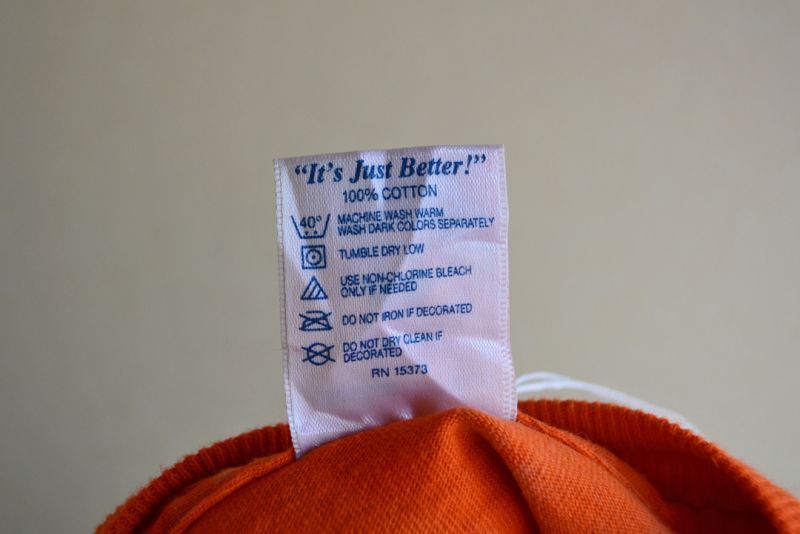 “It's Just Better!”
100% COTTON
40°
MACHINE WASH WARM
WASH DARK COLORS SEPARATELY
TUMBLE DRY LOW
USE NON-CHLORINE BLEACH
ONLY IF NEEDED
DO NOT IRON IF DECORATED
DO NOT DRY CLEAN IF
DECORATED
RN 15373